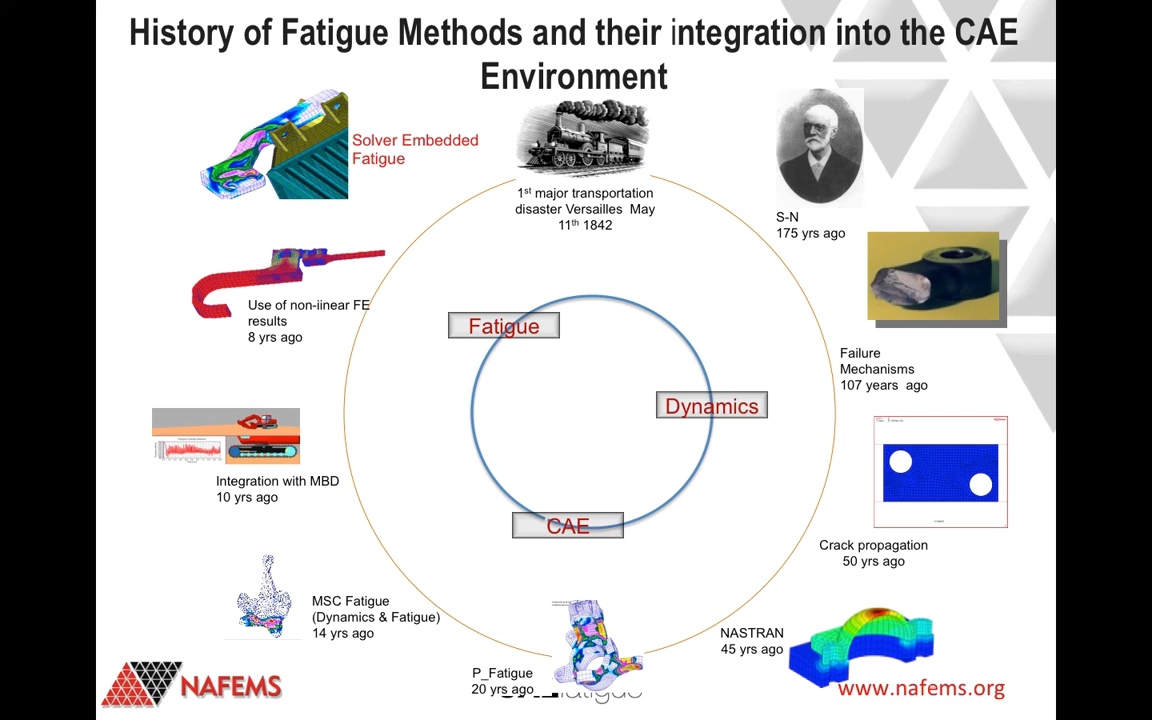 History of Fatigue Methods and their integration into the CAE
Environment
Solver Embedded
Fatigue
1st major transportation
disaster Versailles May
11th 1842
S-N
175 yrs ago
Use of non-iinear FE
results
8 yrs ago
Fatigue
Failure
Mechanisms
107 years ago
Dynamics
Integration with MBD
10 yrs ago
CAE
Crack propagation
50 yrs ago
MSC Fatigue
(Dynamics & Fatigue)
14 yrs ago
NASTRAN
45 yrs ago
P_Fatigue
20 yrs ago
fatigue
NAFEMS
www.nafems.org